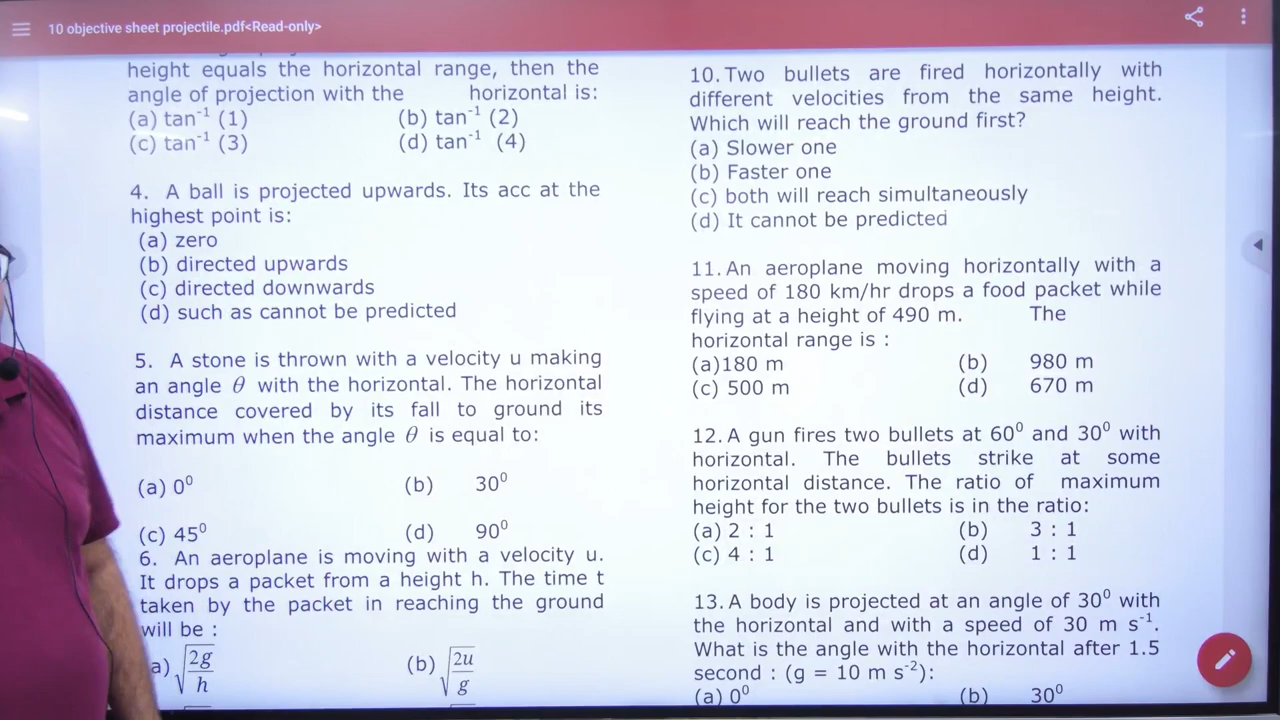 10 objective sheet projectile.pdf<Read-only>
height equals the horizontal range, then the
angle of projection with the horizontal is:
(a) tan⁻¹ (1) (b) tan⁻¹ (2)
(c) tan⁻¹ (3) (d) tan⁻¹ (4)
4. A ball is projected upwards. Its acc at the
highest point is:
(a) zero
(b) directed upwards
(c) directed downwards
(d) such as cannot be predicted
5. A stone is thrown with a velocity u making
an angle θ with the horizontal. The horizontal
distance covered by its fall to ground its
maximum when the angle θ is equal to:
(a) 0⁰ (b) 30⁰
(c) 45⁰ (d) 90⁰
6. An aeroplane is moving with a velocity u.
It drops a packet from a height h. The time t
taken by the packet in reaching the ground
will be :
a) √(2g/h) (b) √(2u/g)
10. Two bullets are fired horizontally with
different velocities from the same height.
Which will reach the ground first?
(a) Slower one
(b) Faster one
(c) both will reach simultaneously
(d) It cannot be predicted
11. An aeroplane moving horizontally with a
speed of 180 km/hr drops a food packet while
flying at a height of 490 m. The
horizontal range is :
(a)180 m (b) 980 m
(c) 500 m (d) 670 m
12. A gun fires two bullets at 60⁰ and 30⁰ with
horizontal. The bullets strike at some
horizontal distance. The ratio of maximum
height for the two bullets is in the ratio:
(a) 2 : 1 (b) 3 : 1
(c) 4 : 1 (d) 1 : 1
13. A body is projected at an angle of 30⁰ with
the horizontal and with a speed of 30 m s⁻¹.
What is the angle with the horizontal after 1.5
second : (g = 10 m s⁻²):
(a) 0⁰ (b) 30⁰